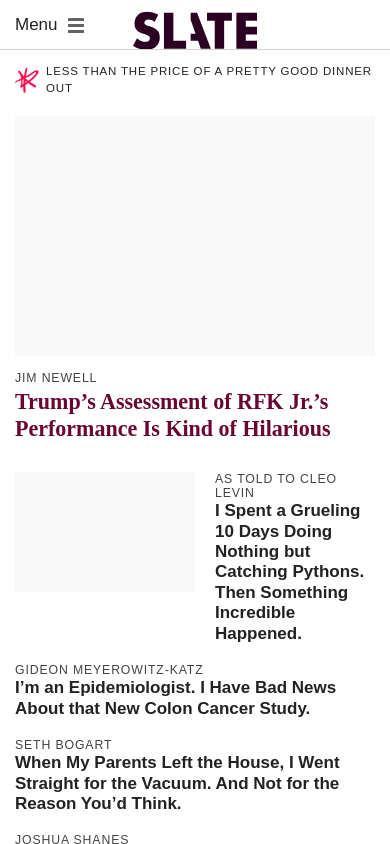 Menu
SLATE
LESS THAN THE PRICE OF A PRETTY GOOD DINNER
OUT
JIM NEWELL
Trump’s Assessment of RFK Jr.’s
Performance Is Kind of Hilarious
AS TOLD TO CLEO
LEVIN
I Spent a Grueling
10 Days Doing
Nothing but
Catching Pythons.
Then Something
Incredible
Happened.
GIDEON MEYEROWITZ-KATZ
I’m an Epidemiologist. I Have Bad News
About that New Colon Cancer Study.
SETH BOGART
When My Parents Left the House, I Went
Straight for the Vacuum. And Not for the
Reason You’d Think.
JOSHUA SHANES